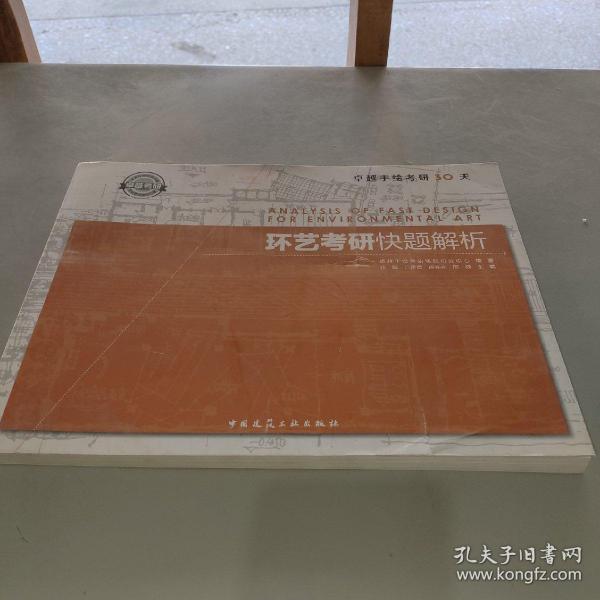 卓越手绘考研30天
ANALYSIS OF FAST DESIGN
FOR ENVIRONMENTAL ART
环艺考研快题解析
中国建筑工业出版社
孔夫子旧书网
www.kongfz.com